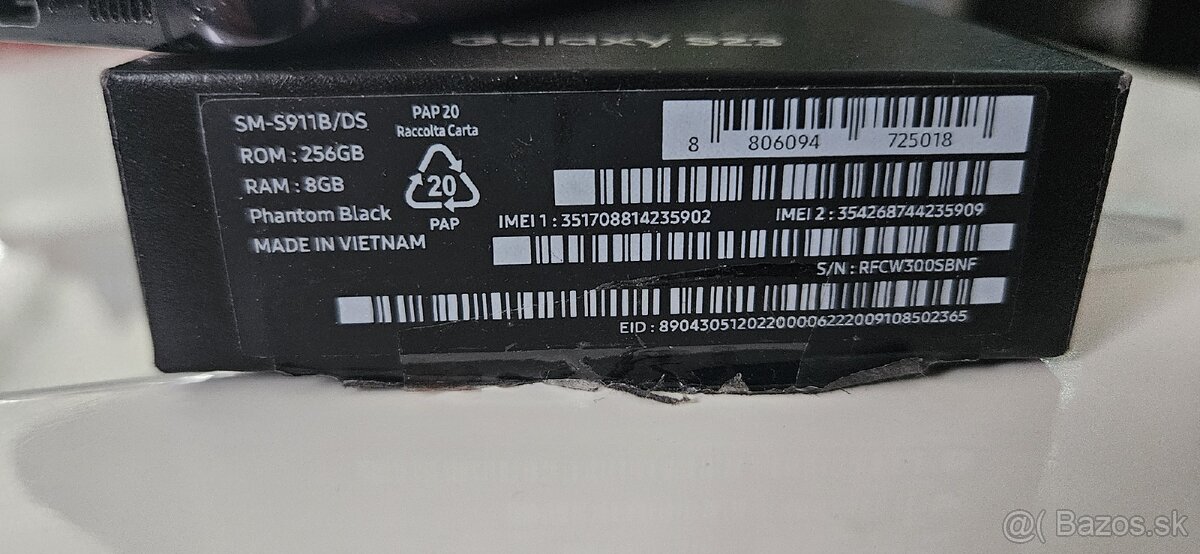 Galaxy S23
SM-S911B/DS
ROM : 256GB
RAM : 8GB
Phantom Black
MADE IN VIETNAM
PAP 20
Raccolta Carta
20
PAP
8 806094 725018
IMEI 1 : 351708814235902
IMEI 2 : 354268744235909
S/N : RFCW300SBNF
EID : 89043051202200006222009108502365
@( Bazos.sk